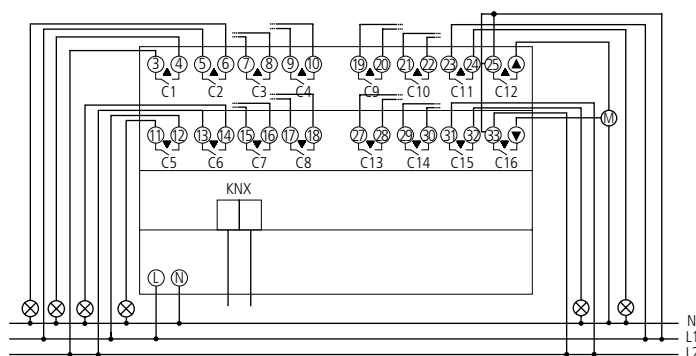 3 4 5 6 7 8 9 10 19 20 21 22 23 24 25
C1 C2 C3 C4 C9 C10 C11 C12
M
11 12 13 14 15 16 17 18 27 28 29 30 31 32 33
C5 C6 C7 C8 C13 C14 C15 C16
KNX
L N
N
L1
L2